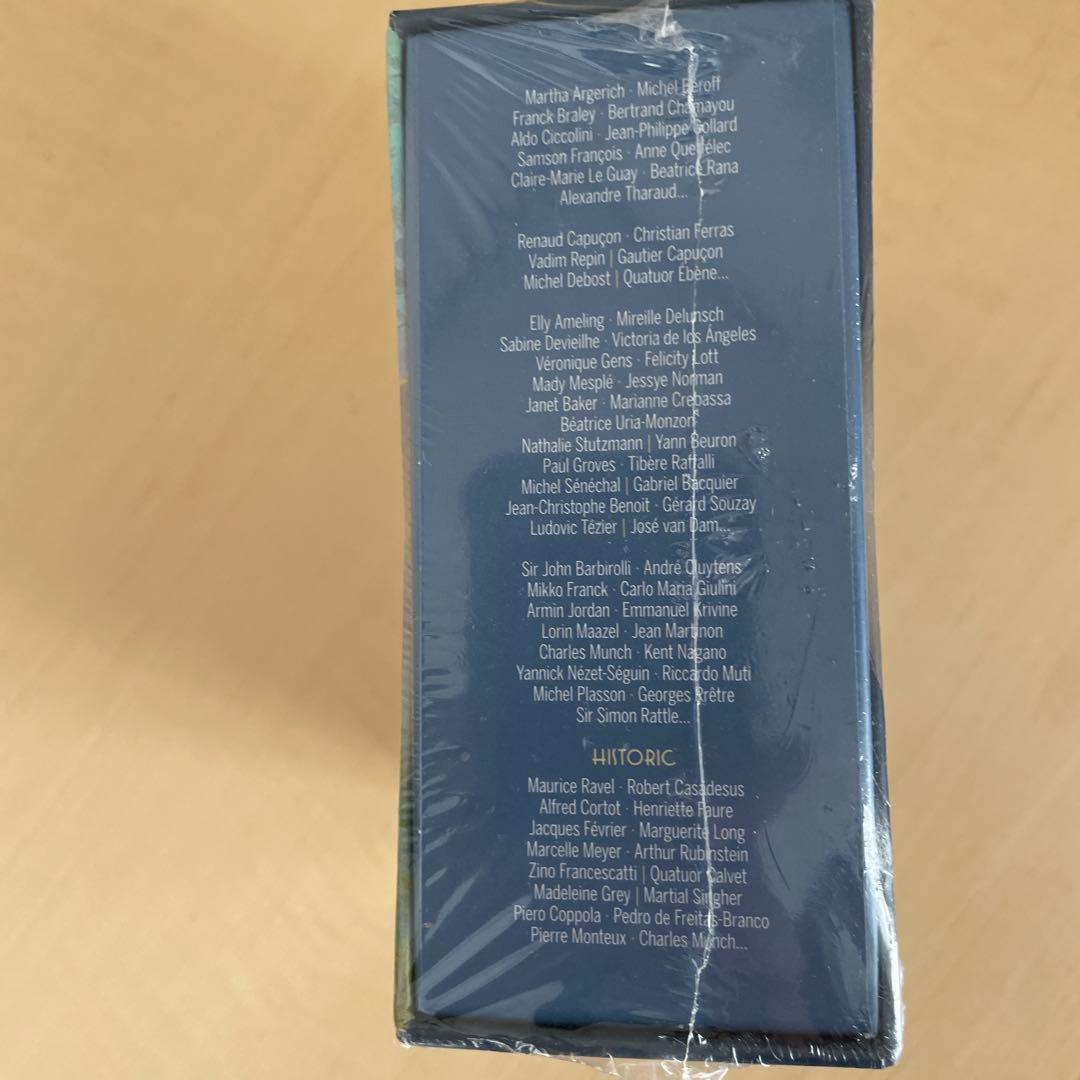 Martha Argerich · Michel Béroff
Franck Braley · Bertrand Chamayou
Aldo Ciccolini · Jean-Philippe Collard
Samson François · Anne Queffélec
Claire-Marie Le Guay · Beatrice Rana
Alexandre Tharaud...
Renaud Capuçon · Christian Ferras
Vadim Repin | Gautier Capuçon
Michel Debost | Quatuor Ébène...
Elly Ameling · Mireille Delunsch
Sabine Devieilhe · Victoria de los Ángeles
Véronique Gens · Felicity Lott
Mady Mesplé · Jessye Norman
Janet Baker · Marianne Crebassa
Béatrice Uria-Monzon
Nathalie Stutzmann | Yann Beuron
Paul Groves · Tibère Raffalli
Michel Sénéchal | Gabriel Bacquier
Jean-Christophe Benoit · Gérard Souzay
Ludovic Tézier | José van Dam...
Sir John Barbirolli · André Cluytens
Mikko Franck · Carlo Maria Giulini
Armin Jordan · Emmanuel Krivine
Lorin Maazel · Jean Martinon
Charles Munch · Kent Nagano
Yannick Nézet-Séguin · Riccardo Muti
Michel Plasson · Georges Prêtre
Sir Simon Rattle...
HISTORIC
Maurice Ravel · Robert Casadesus
Alfred Cortot · Henriette Faure
Jacques Février · Marguerite Long
Marcelle Meyer · Arthur Rubinstein
Zino Francescatti | Quatuor Calvet
Madeleine Grey | Martial Singher
Piero Coppola · Pedro de Freitas-Branco
Pierre Monteux · Charles Munch...